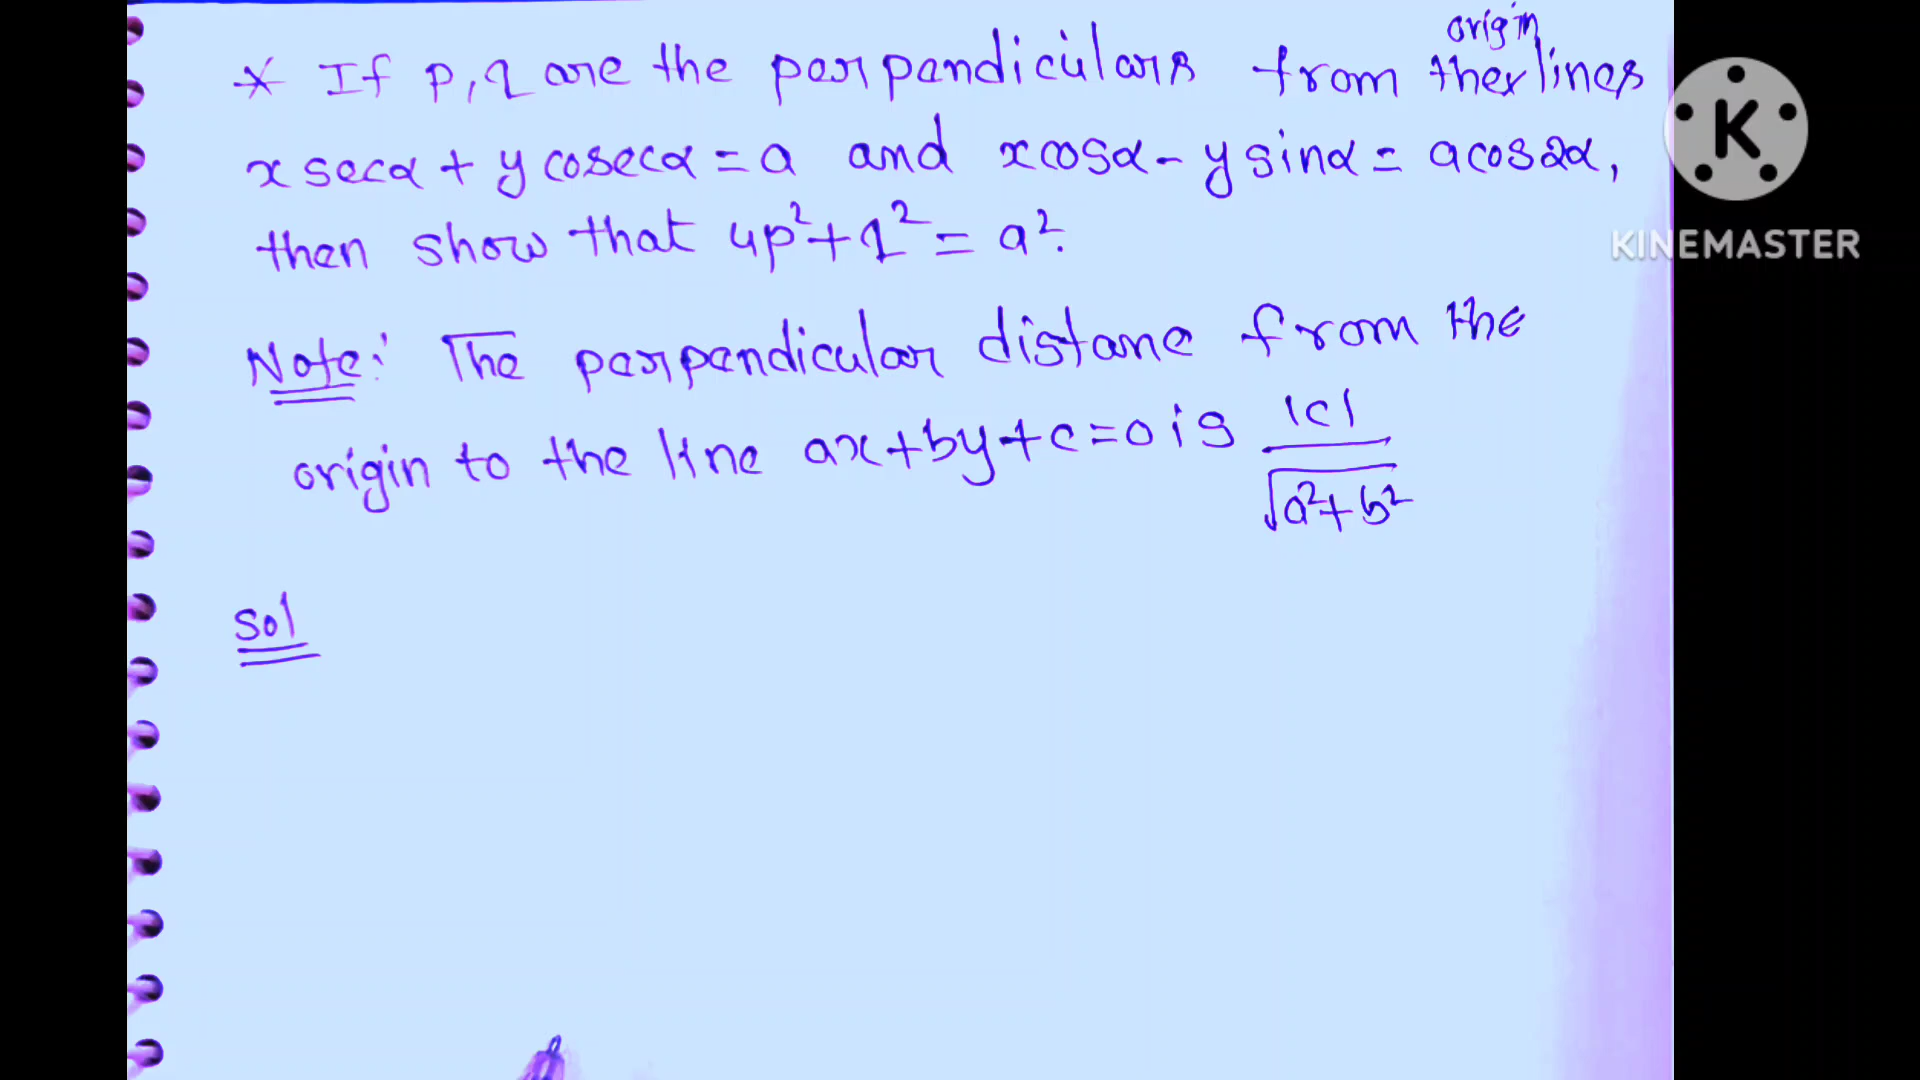 origin
* If p,q are the perpendiculars from the x lines
x secα + y cosecα = a and x cosα - y sinα = a cos2α,
then show that 4p² + q² = a².
KINEMASTER
Note: The perpendicular distane from the
origin to the line ax+by+c=0 is |c| / √a²+b²
Sol